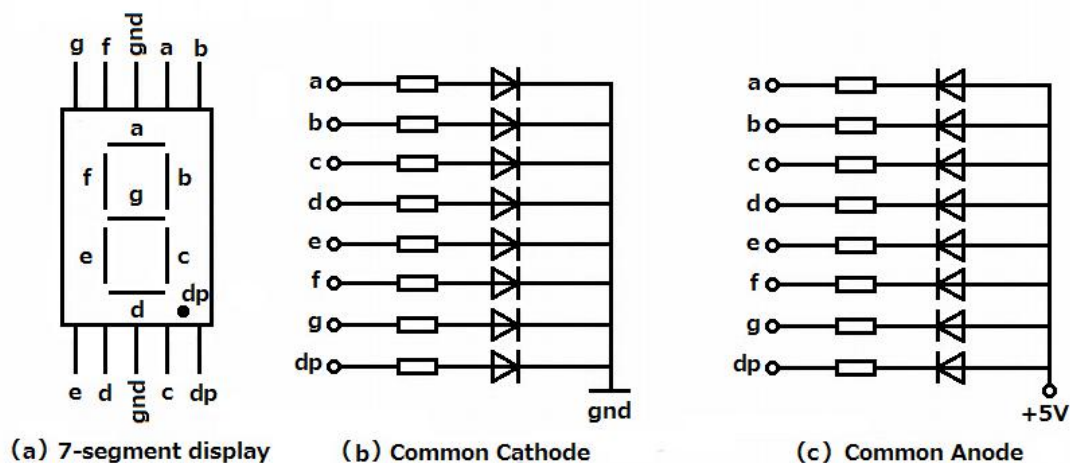 g f gnd a b
a
f b
g
e c
d dp
e d gnd c dp
(a) 7-segment display
a
b
c
d
e
f
g
dp
gnd
(b) Common Cathode
a
b
c
d
e
f
g
dp
+5V
(c) Common Anode